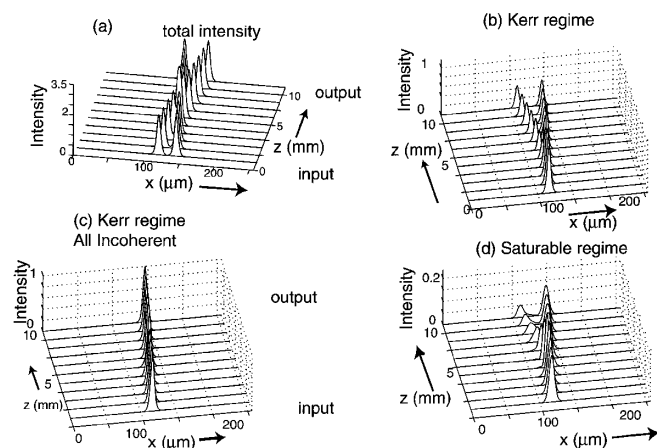 (a)
total intensity
Intensity
3.5
2
0
0
100
200
x (μm)
0
5
10
z (mm)
output
input
(b) Kerr regime
Intensity
1
0
10
5
0
z (mm)
0
100
200
x (μm)
(c) Kerr regime
All Incoherent
Intensity
1
0
10
5
0
z (mm)
0
100
200
x (μm)
output
input
(d) Saturable regime
Intensity
0.2
0
10
5
0
z (mm)
0
100
200
x (μm)